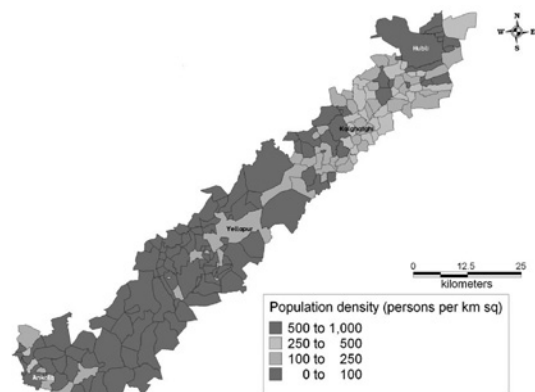 N
W E
S
Hubli
Kalghatghi
Yellapur
0 12.5 25
kilometers
Population density (persons per km sq)
500 to 1,000
250 to 500
100 to 250
0 to 100